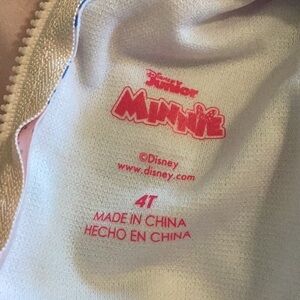 Disney
Junior
MINNIE
©Disney
www.disney.com
4T
MADE IN CHINA
HECHO EN CHINA